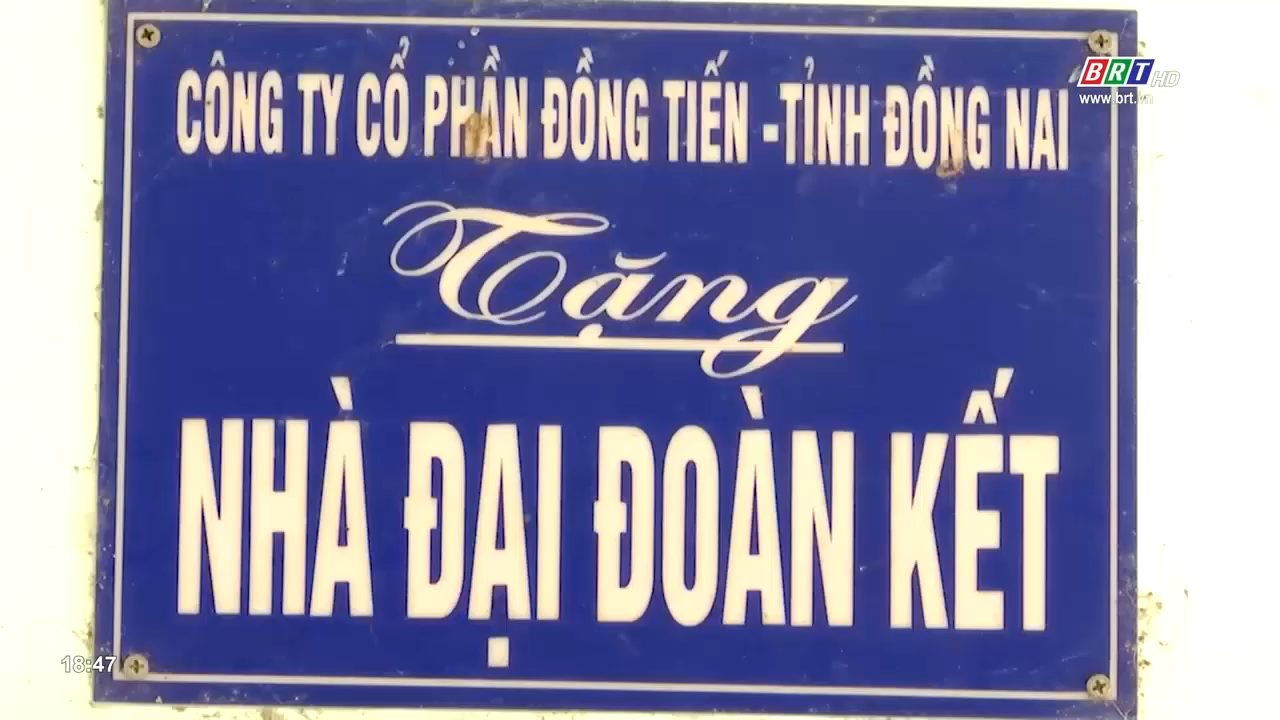 CÔNG TY CỔ PHẦN ĐỒNG TIẾN -TỈNH ĐỒNG NAI
BRT HD
www.brt.vn
Tặng
NHÀ ĐẠI ĐOÀN KẾT
18:47